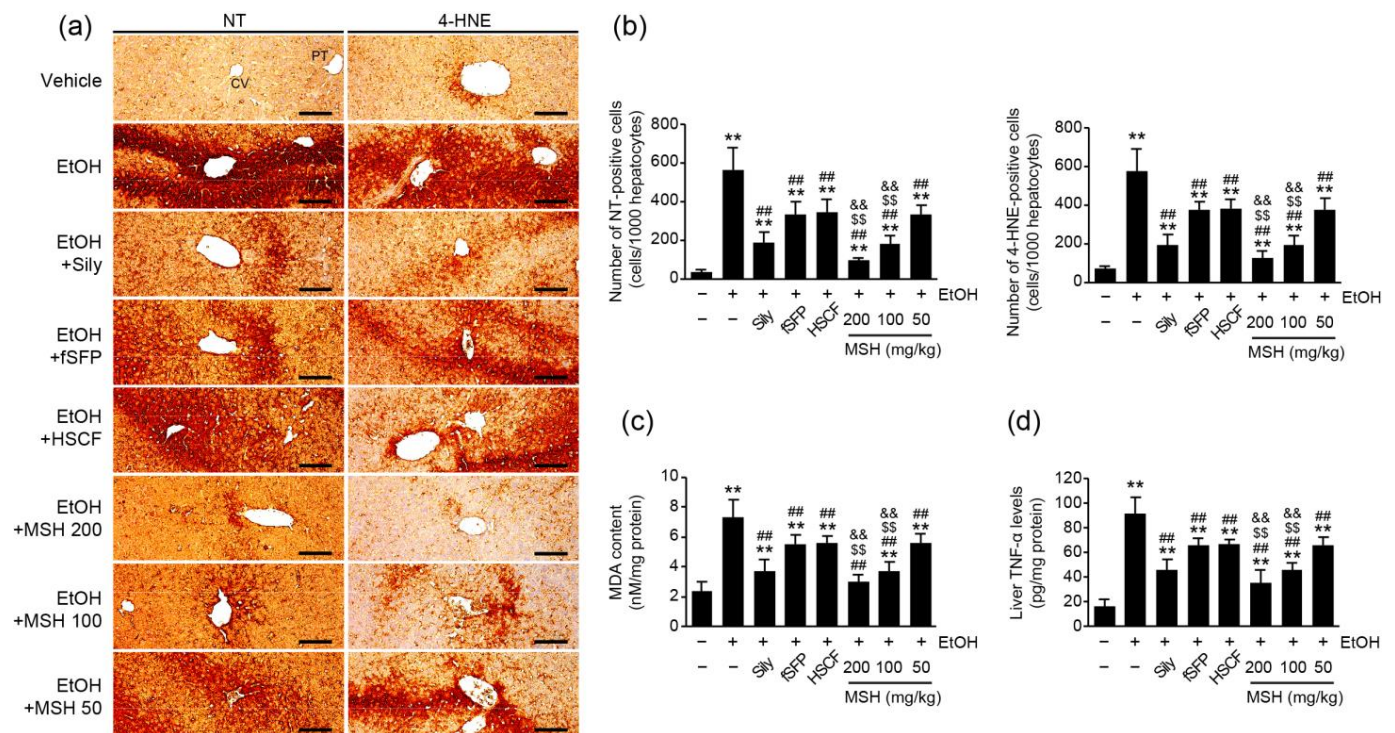 (a)
NT
4-HNE
Vehicle
CV
PT
EtOH
EtOH
+Sily
EtOH
+fSFP
EtOH
+HSCF
EtOH
+MSH 200
EtOH
+MSH 100
EtOH
+MSH 50
(b)
Number of NT-positive cells
(cells/1000 hepatocytes)
800
600
400
200
0
**
##
**
##
**
##
**
&&
$$
##
**
&&
$$
##
**
##
**
− + + + + + + + EtOH
− − Sily fSFP HSCF 200 100 50
MSH (mg/kg)
Number of 4-HNE-positive cells
(cells/1000 hepatocytes)
800
600
400
200
0
**
##
**
##
**
##
**
&&
$$
##
**
&&
$$
##
**
##
**
− + + + + + + + EtOH
− − Sily fSFP HSCF 200 100 50
MSH (mg/kg)
(c)
MDA content
(nM/mg protein)
10
8
6
4
2
0
**
##
**
##
**
##
**
&&
$$
##
&&
$$
##
**
##
**
− + + + + + + + EtOH
− − Sily fSFP HSCF 200 100 50
MSH (mg/kg)
(d)
Liver TNF-α levels
(pg/mg protein)
120
100
80
60
40
20
0
**
##
**
##
**
##
**
&&
$$
##
**
&&
$$
##
**
##
**
− + + + + + + + EtOH
− − Sily fSFP HSCF 200 100 50
MSH (mg/kg)